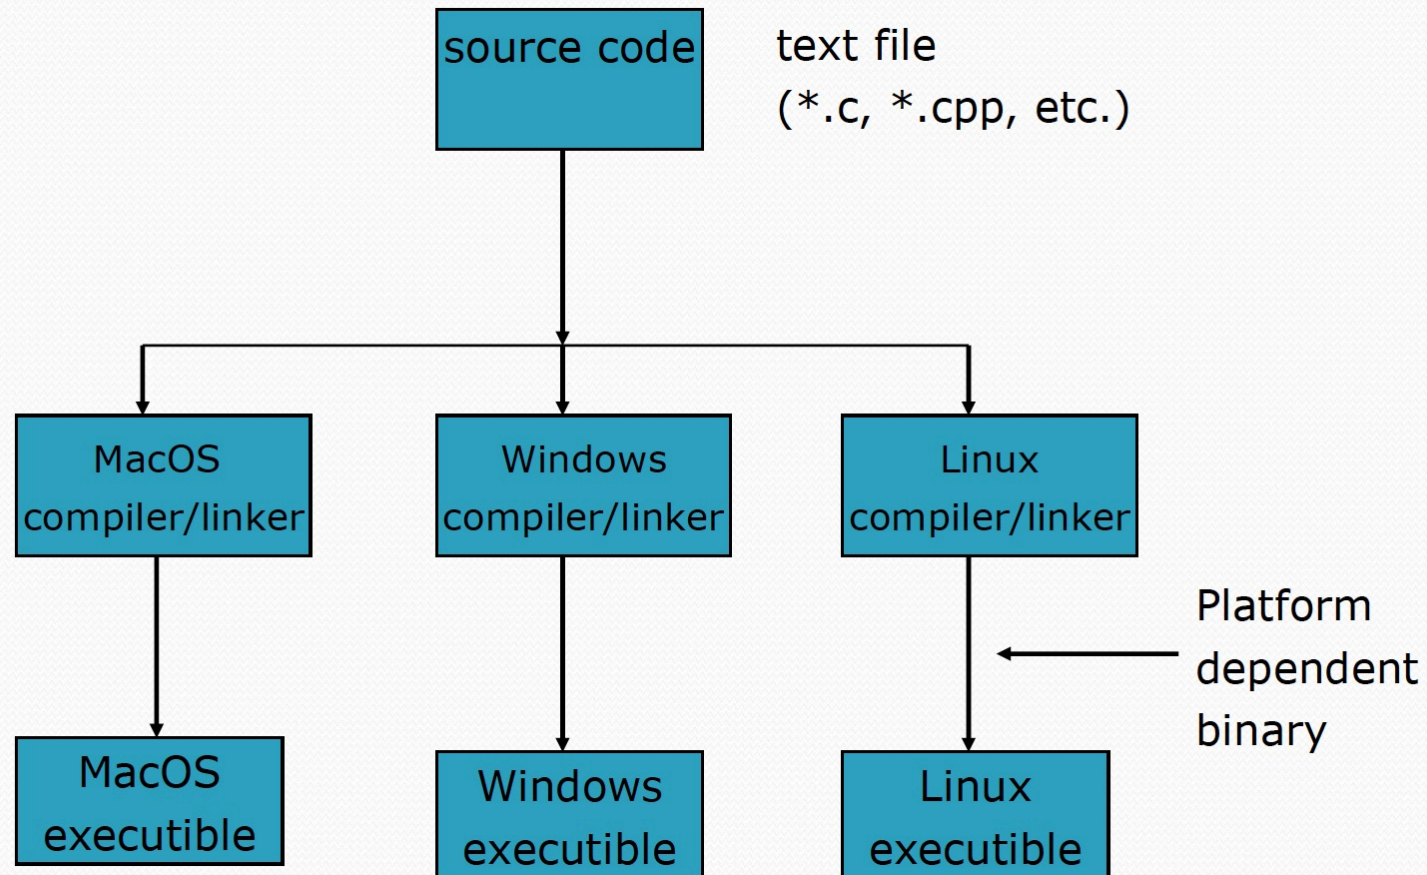 source code
text file
(*.c, *.cpp, etc.)
MacOS
compiler/linker
Windows
compiler/linker
Linux
compiler/linker
Platform
dependent
binary
MacOS
executible
Windows
executible
Linux
executible